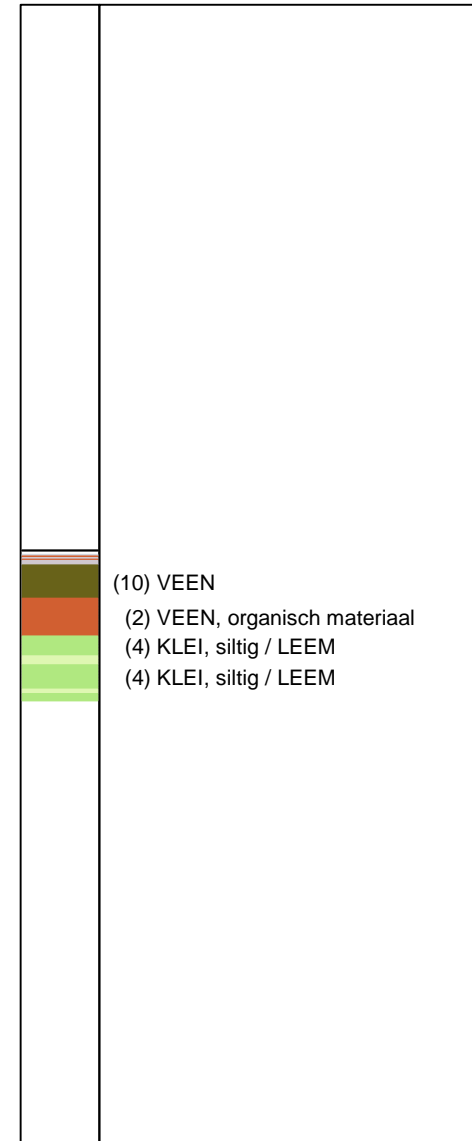 (10) VEEN
(2) VEEN, organisch materiaal
(4) KLEI, siltig / LEEM
(4) KLEI, siltig / LEEM